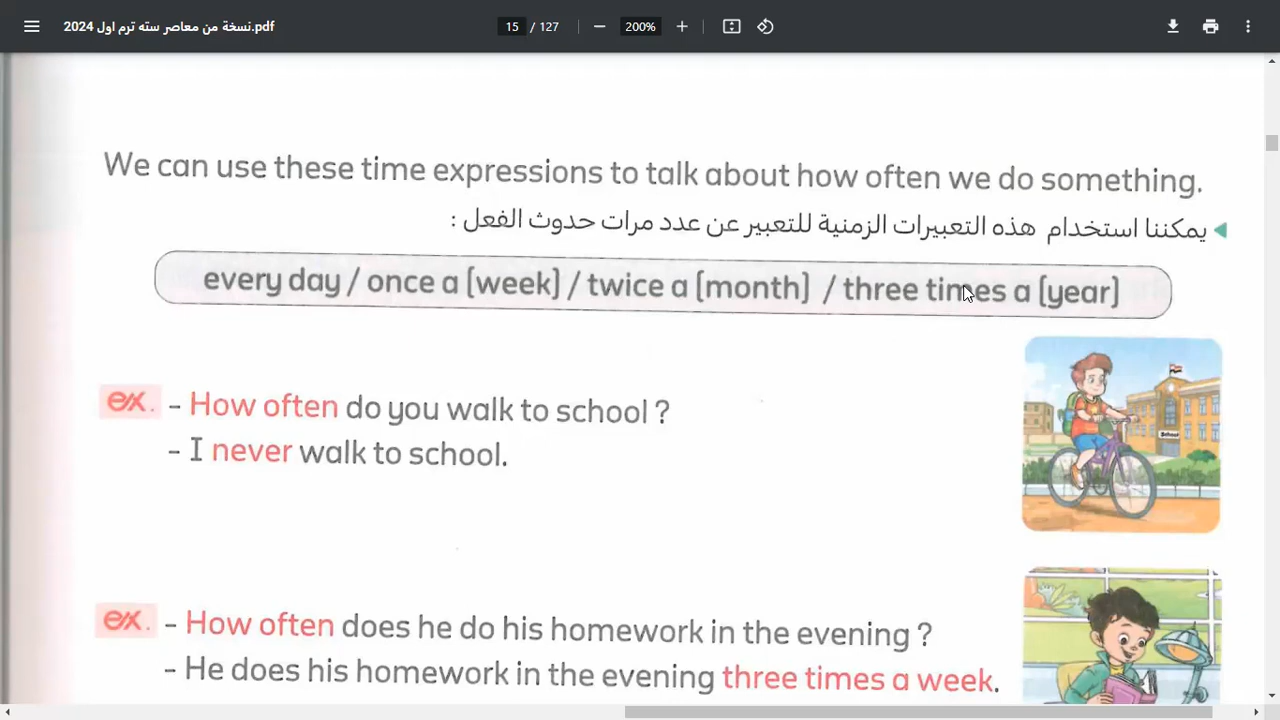 نسخة من معاصر سته ترم اول 2024.pdf
15 / 127
200%
We can use these time expressions to talk about how often we do something.
يمكننا استخدام هذه التعبيرات الزمنية للتعبير عن عدد مرات حدوث الفعل :
every day / once a (week) / twice a (month) / three times a (year)
ex. - How often do you walk to school ?
- I never walk to school.
School
ex. - How often does he do his homework in the evening ?
- He does his homework in the evening three times a week.